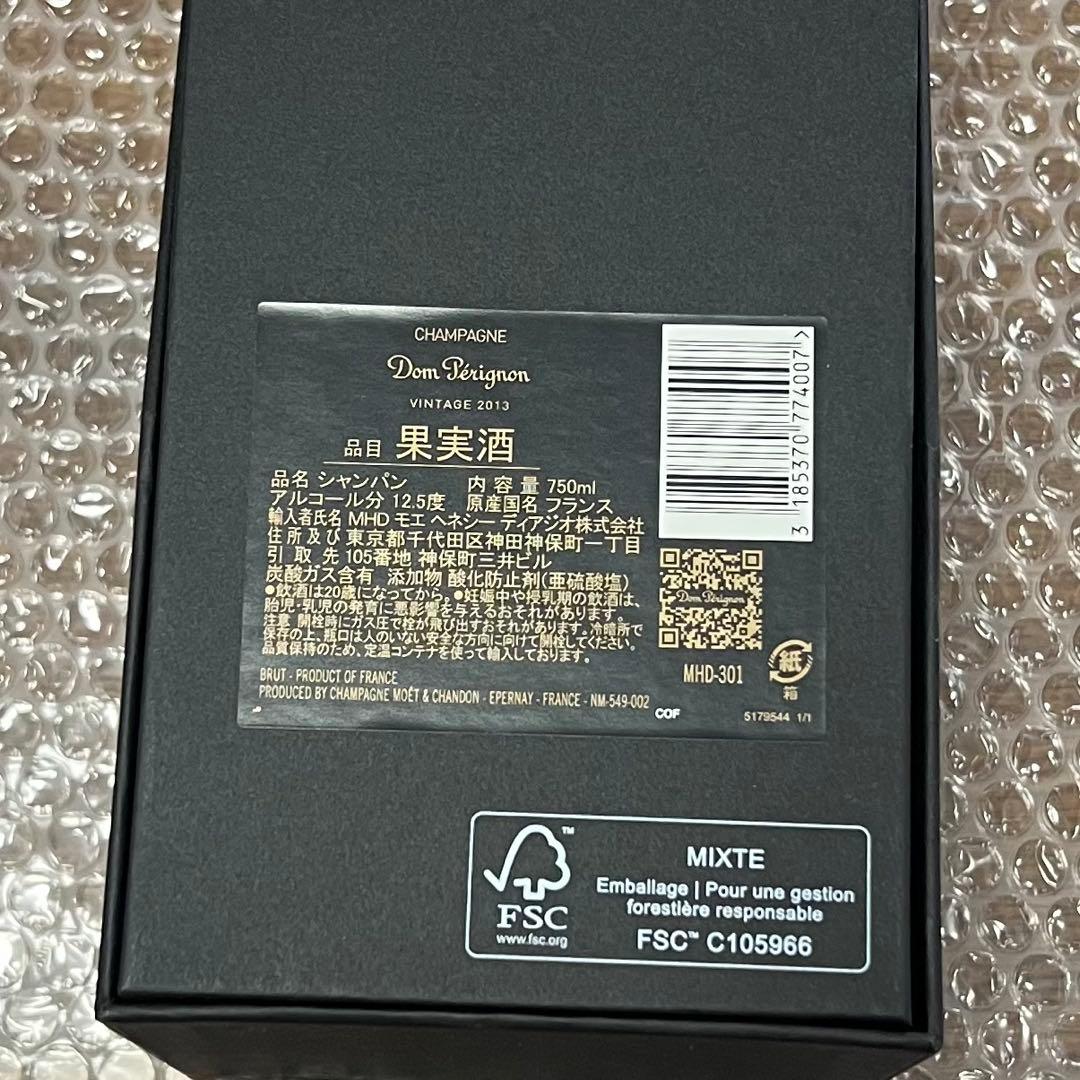 CHAMPAGNE
Dom Pérignon
VINTAGE 2013
品目 果実酒
品名 シャンパン 内容量 750ml
アルコール分 12.5度 原産国名 フランス
輸入者氏名 MHD モエ ヘネシー ディアジオ株式会社
住所及び 東京都千代田区神田神保町一丁目
引取先 105番地 神保町三井ビル
炭酸ガス含有 添加物 酸化防止剤(亜硫酸塩)
●飲酒は20歳になってから。●妊娠中や授乳期の飲酒は、
胎児・乳児の発育に悪影響を与えるおそれがあります。
注意 開栓時にガス圧で栓が飛び出すおそれがあります。冷暗所で
保存の上、瓶口は人のいない安全な方向に向けて開栓してください。
品質保持のため、定温コンテナを使って輸入しております。
BRUT - PRODUCT OF FRANCE
PRODUCED BY CHAMPAGNE MOËT & CHANDON - EPERNAY - FRANCE - NM-549-002
COF
3 185370 774007 >
Dom Pérignon
MHD-301
紙
箱
5179544 1/1
FSC™
www.fsc.org
MIXTE
Emballage | Pour une gestion
forestière responsable
FSC™ C105966